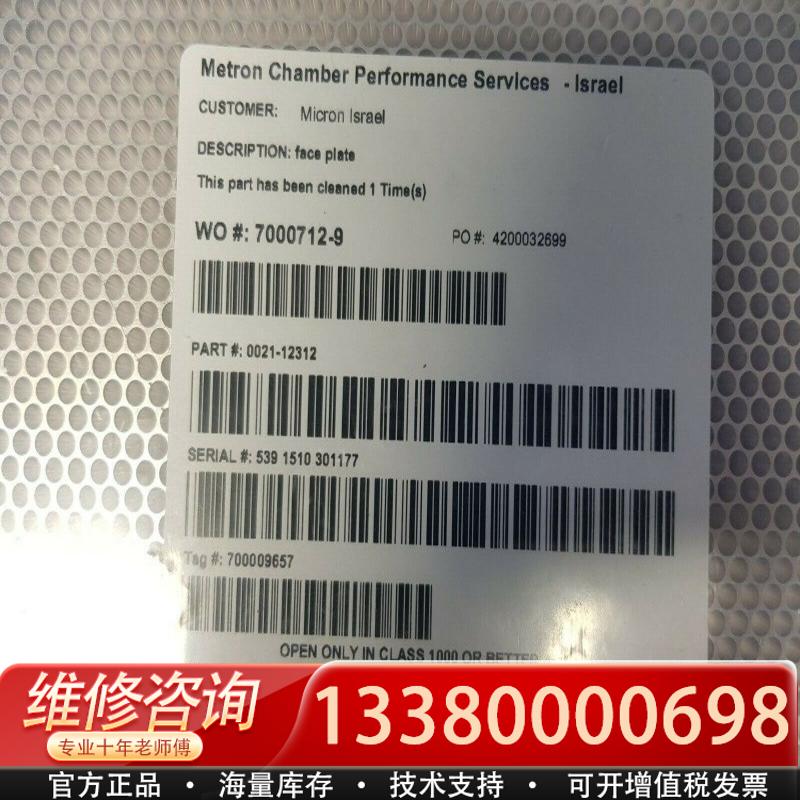 Metron Chamber Performance Services - Israel
CUSTOMER: Micron Israel
DESCRIPTION: face plate
This part has been cleaned 1 Time(s)
WO #: 7000712-9 PO #: 4200032699
PART #: 0021-12312
SERIAL #: 539 1510 301177
Tag #: 700009657
OPEN ONLY IN CLASS 1000 OR BETTER
维修咨询 13380000698
专业十年老师傅
官方正品 • 海量库存 • 技术支持 • 可开增值税发票